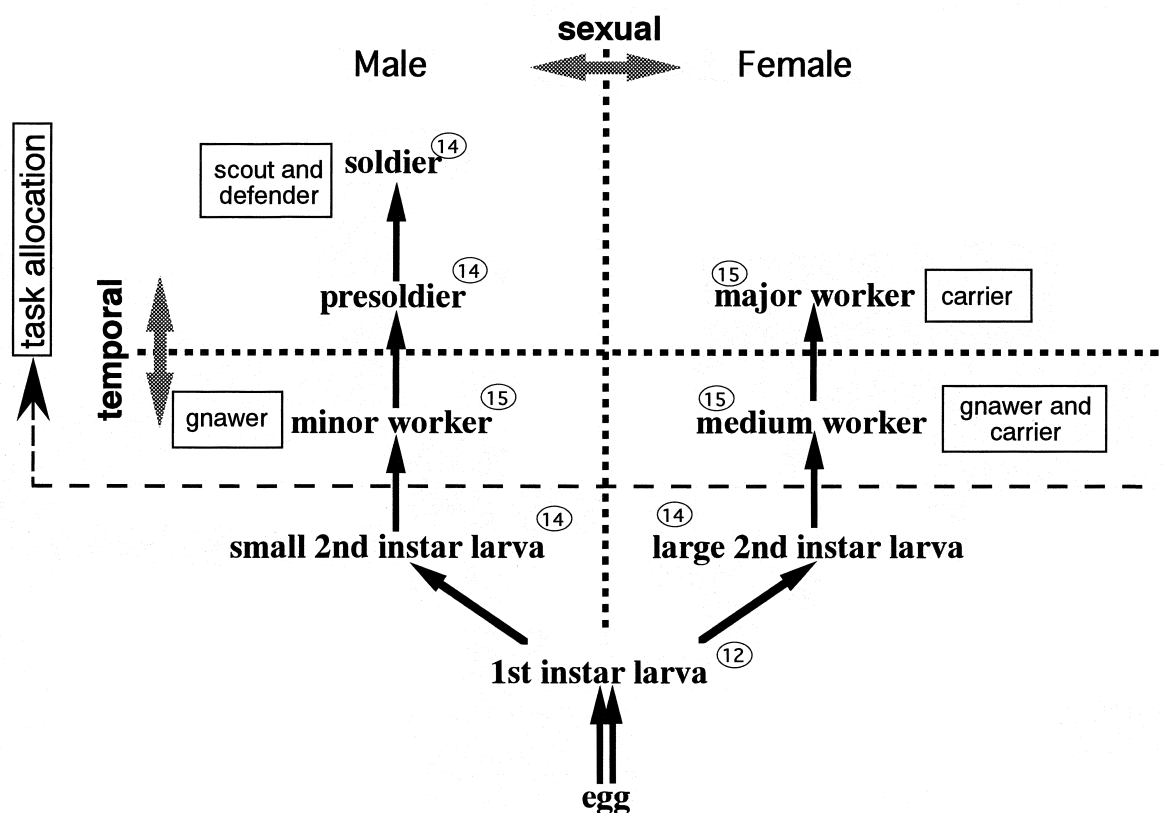 sexual
Male
Female
task allocation
temporal
scout and
defender
soldier
14
presoldier
14
15
major worker
carrier
gnawer
minor worker
15
15
medium worker
gnawer and
carrier
small 2nd instar larva
14
14
large 2nd instar larva
1st instar larva
12
egg